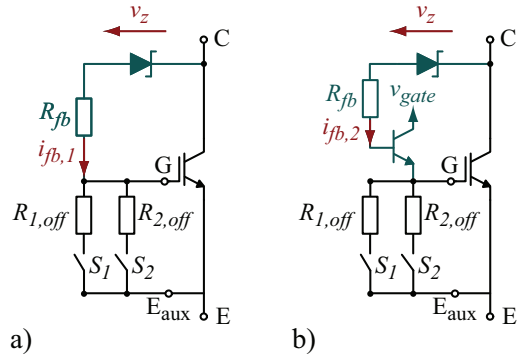 v_z
C
R_fb
i_fb,1
G
R_1,off
R_2,off
S_1
S_2
E_aux
E
a)
v_z
C
R_fb
v_gate
i_fb,2
G
R_1,off
R_2,off
S_1
S_2
E_aux
E
b)